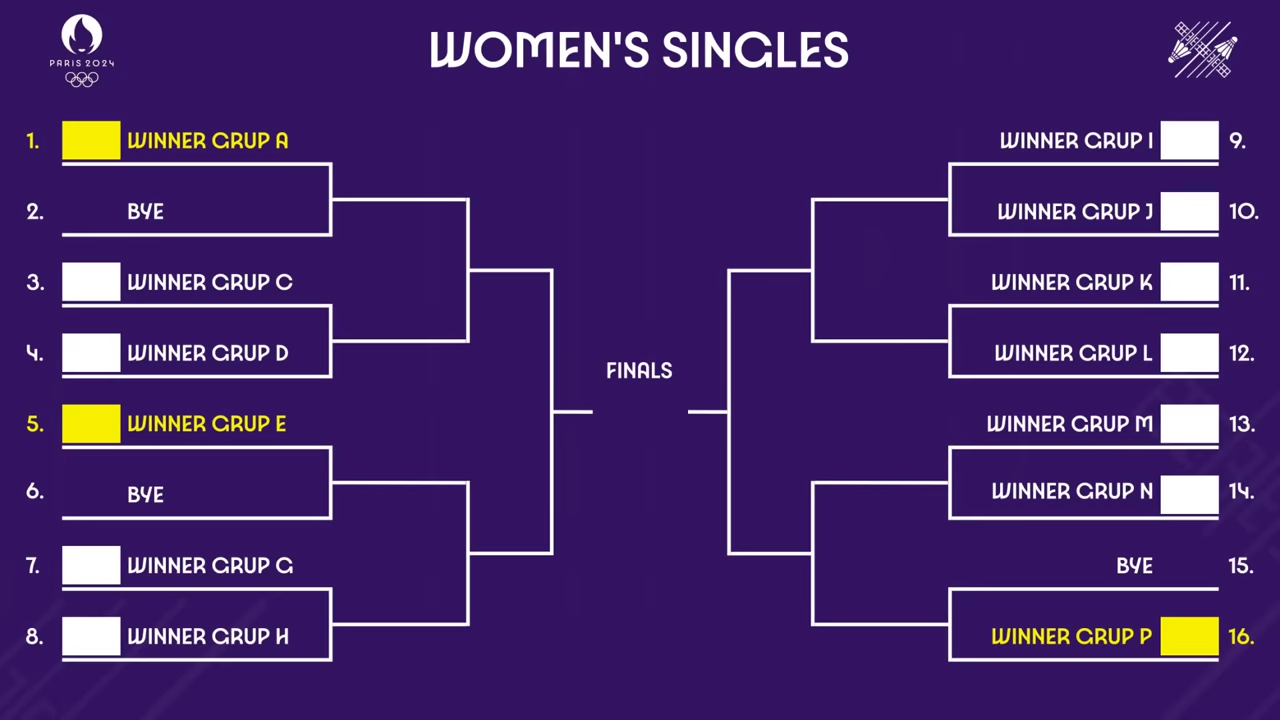 PARIS 2024
WOMEN'S SINGLES
1. WINNER GRUP A
2. BYE
3. WINNER GRUP C
4. WINNER GRUP D
5. WINNER GRUP E
6. BYE
7. WINNER GRUP G
8. WINNER GRUP H
FINALS
WINNER GRUP I 9.
WINNER GRUP J 10.
WINNER GRUP K 11.
WINNER GRUP L 12.
WINNER GRUP M 13.
WINNER GRUP N 14.
BYE 15.
WINNER GRUP P 16.